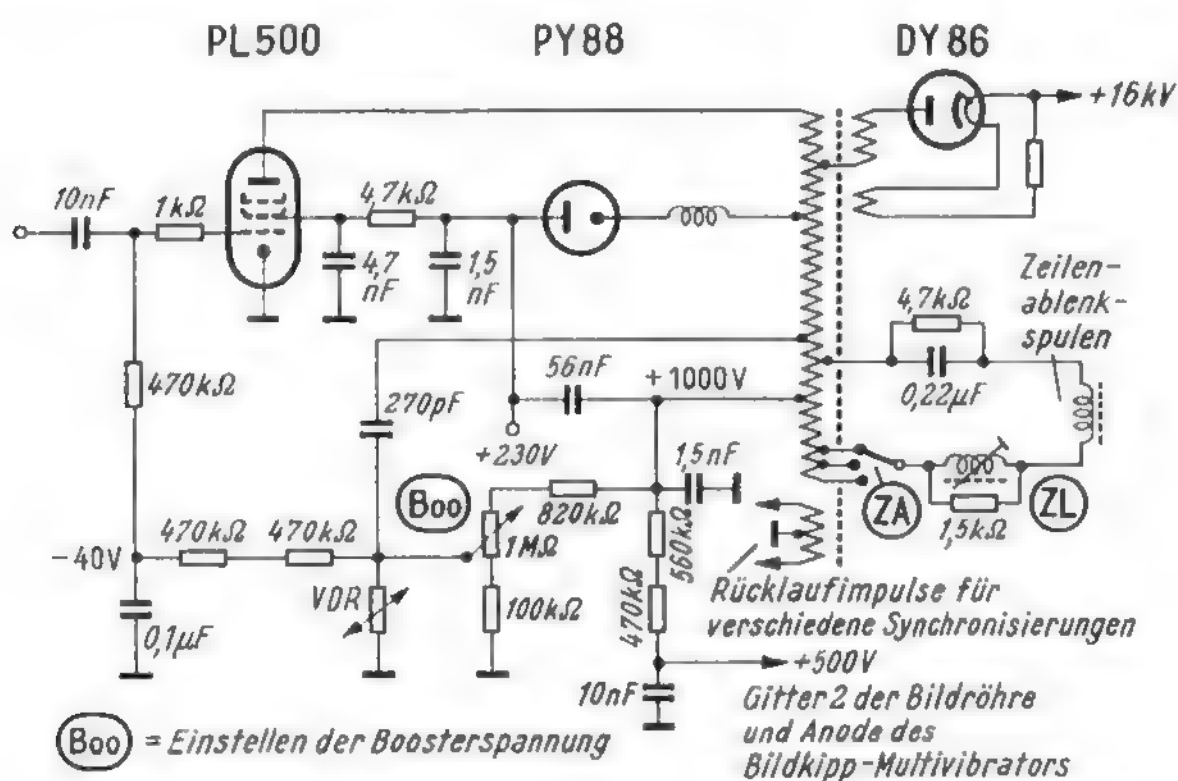 PL500 PY88 DY86
+16kV
10nF
1kΩ
4,7kΩ
4,7
nF
1,5
nF
Zeilen-
ablenk-
spulen
4,7kΩ
0,22µF
470kΩ
270pF
56nF
+1000V
+230V
1,5nF
Boo
820kΩ
1MΩ
ZA
ZL
1,5kΩ
-40V
470kΩ
470kΩ
560kΩ
VDR
100kΩ
470kΩ
0,1µF
Rücklaufimpulse für
verschiedene Synchronisierungen
+500V
10nF
Gitter 2 der Bildröhre
und Anode des
Bildkipp-Multivibrators
Boo = Einstellen der Boosterspannung